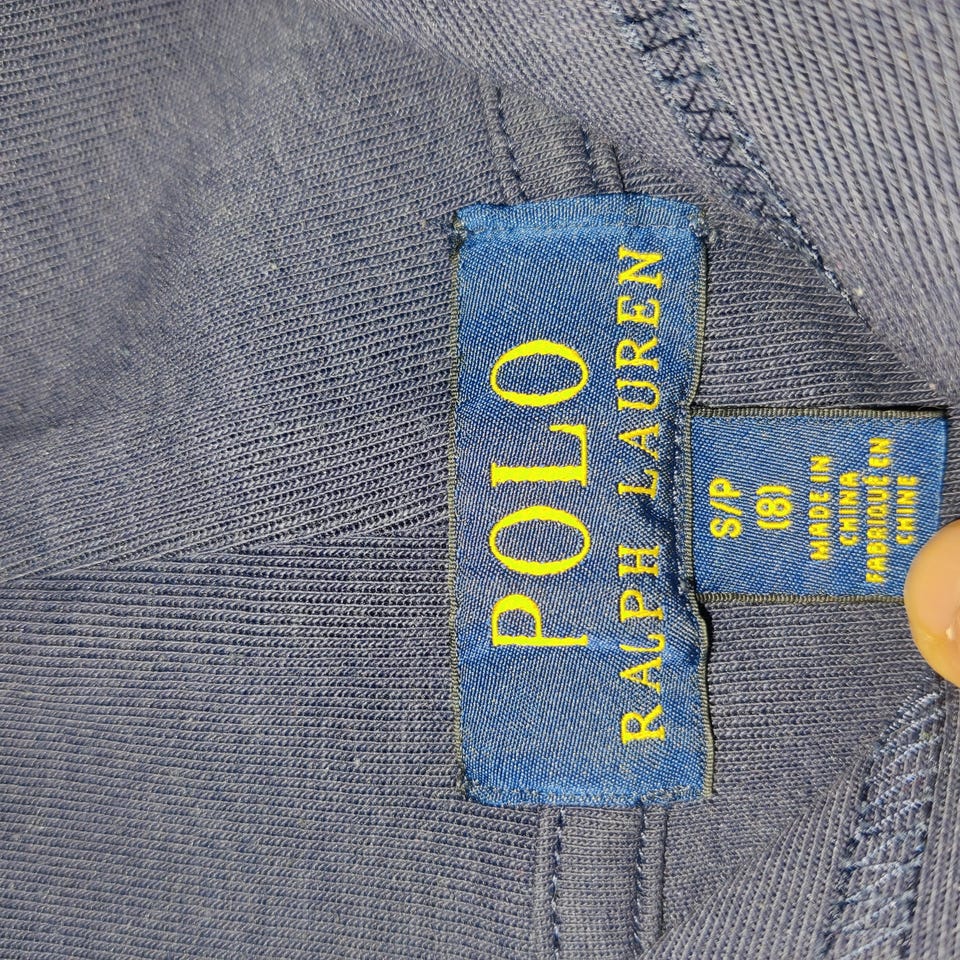 POLO
RALPH LAUREN
S/P
(8)
MADE IN
CHINA
FABRIQUÉ EN
CHINE